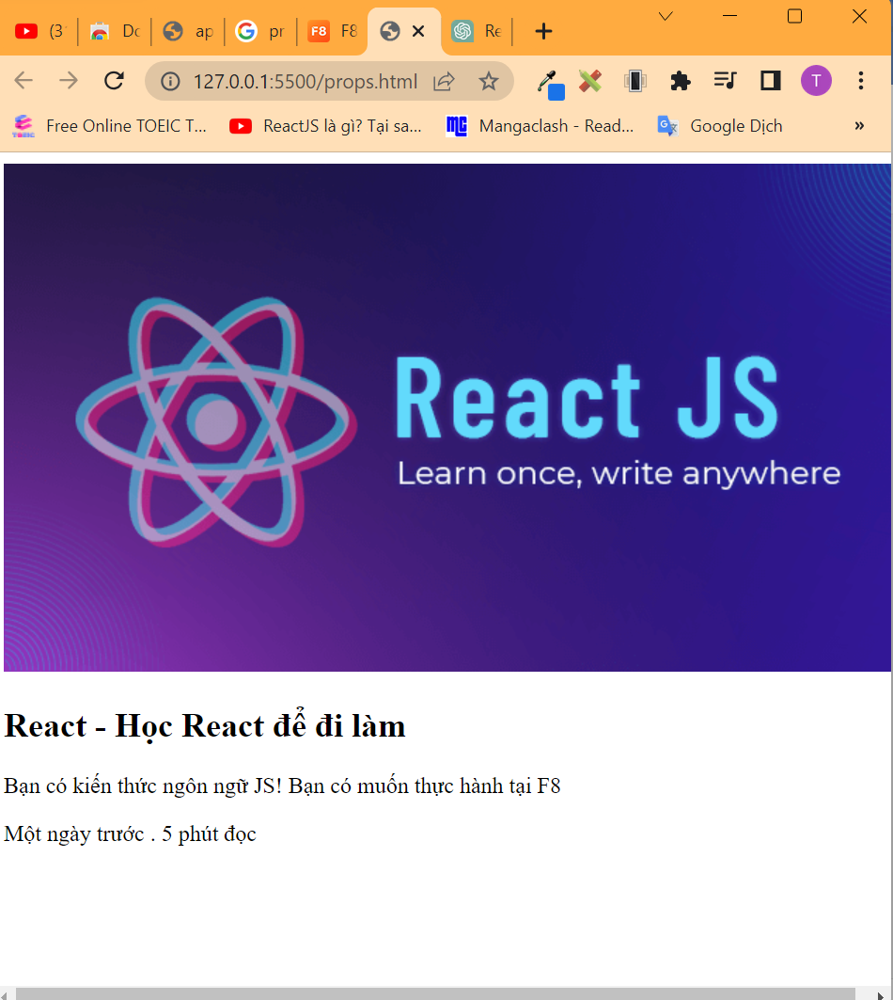 (3
Do
ap
pr
F8 F8
Re
127.0.0.1:5500/props.html
T
TOEIC Free Online TOEIC T...
ReactJS là gì? Tại sa...
MC Mangaclash - Read...
G Google Dịch
»
React JS
Learn once, write anywhere
React - Học React để đi làm
Bạn có kiến thức ngôn ngữ JS! Bạn có muốn thực hành tại F8
Một ngày trước . 5 phút đọc